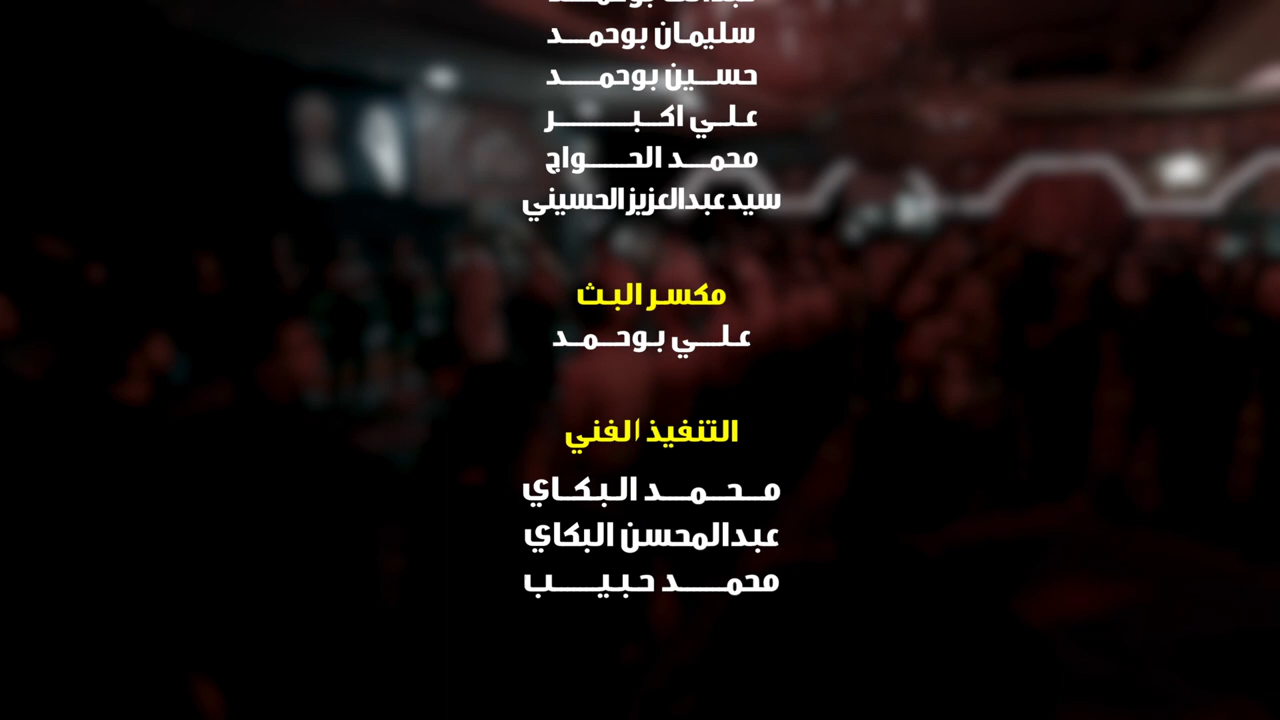 سليمان بوحمد
حسين بوحمد
علي اكبر
محمد الحواج
سيد عبدالعزيز الحسيني
مكسر البث
علي بوحمد
التنفيذ الفني
محمد البكاي
عبدالمحسن البكاي
محمد حبيب